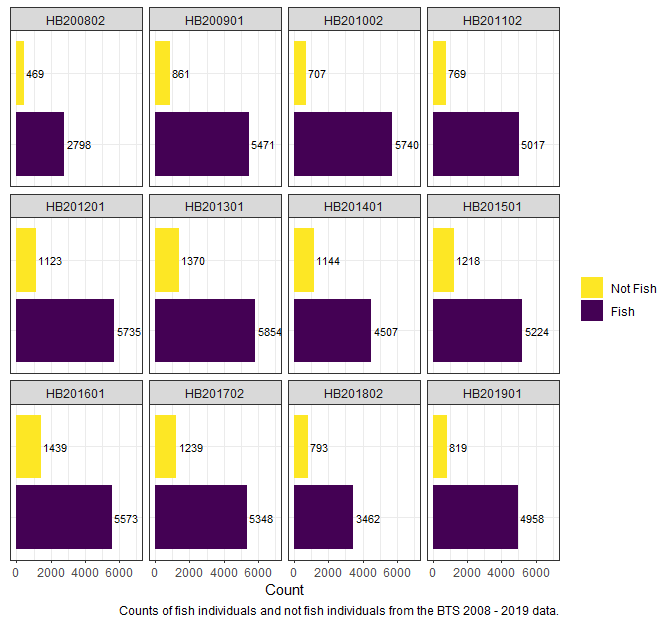 HB200802 HB200901 HB201002 HB201102
469 861 707 769
2798 5471 5740 5017
HB201201 HB201301 HB201401 HB201501
1123 1370 1144 1218
5735 5854 4507 5224
Not Fish
Fish
HB201601 HB201702 HB201802 HB201901
1439 1239 793 819
5573 5348 3462 4958
0 2000 4000 6000 0 2000 4000 6000 0 2000 4000 6000 0 2000 4000 6000
Count
Counts of fish individuals and not fish individuals from the BTS 2008 - 2019 data.